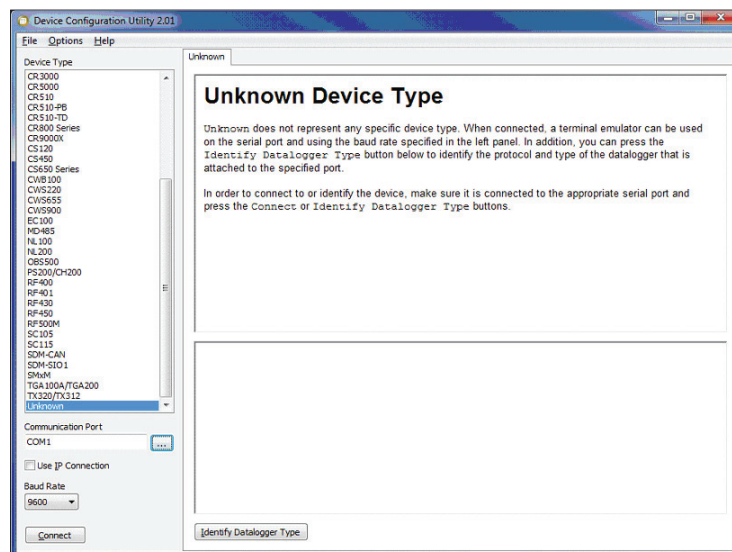 Device Configuration Utility 2.01
File Options Help
Device Type
CR3000
CR5000
CR510
CR510-PB
CR510-TD
CR800 Series
CR9000X
CS120
CS450
CS650 Series
CWB100
CWS220
CWS655
CWS900
EC100
MD485
NL100
NL200
OBS500
PS200/CH200
RF400
RF401
RF430
RF450
RF500M
SC105
SC115
SDM-CAN
SDM-SIO1
SMxM
TGA100A/TGA200
TX320/TX312
Unknown
Communication Port
COM1
...
Use IP Connection
Baud Rate
9600
Connect
Unknown
Unknown Device Type
Unknown does not represent any specific device type. When connected, a terminal emulator can be used
on the serial port and using the baud rate specified in the left panel. In addition, you can press the
Identify Datalogger Type button below to identify the protocol and type of the datalogger that is
attached to the specified port.
In order to connect to or identify the device, make sure it is connected to the appropriate serial port and
press the Connect or Identify Datalogger Type buttons.
Identify Datalogger Type